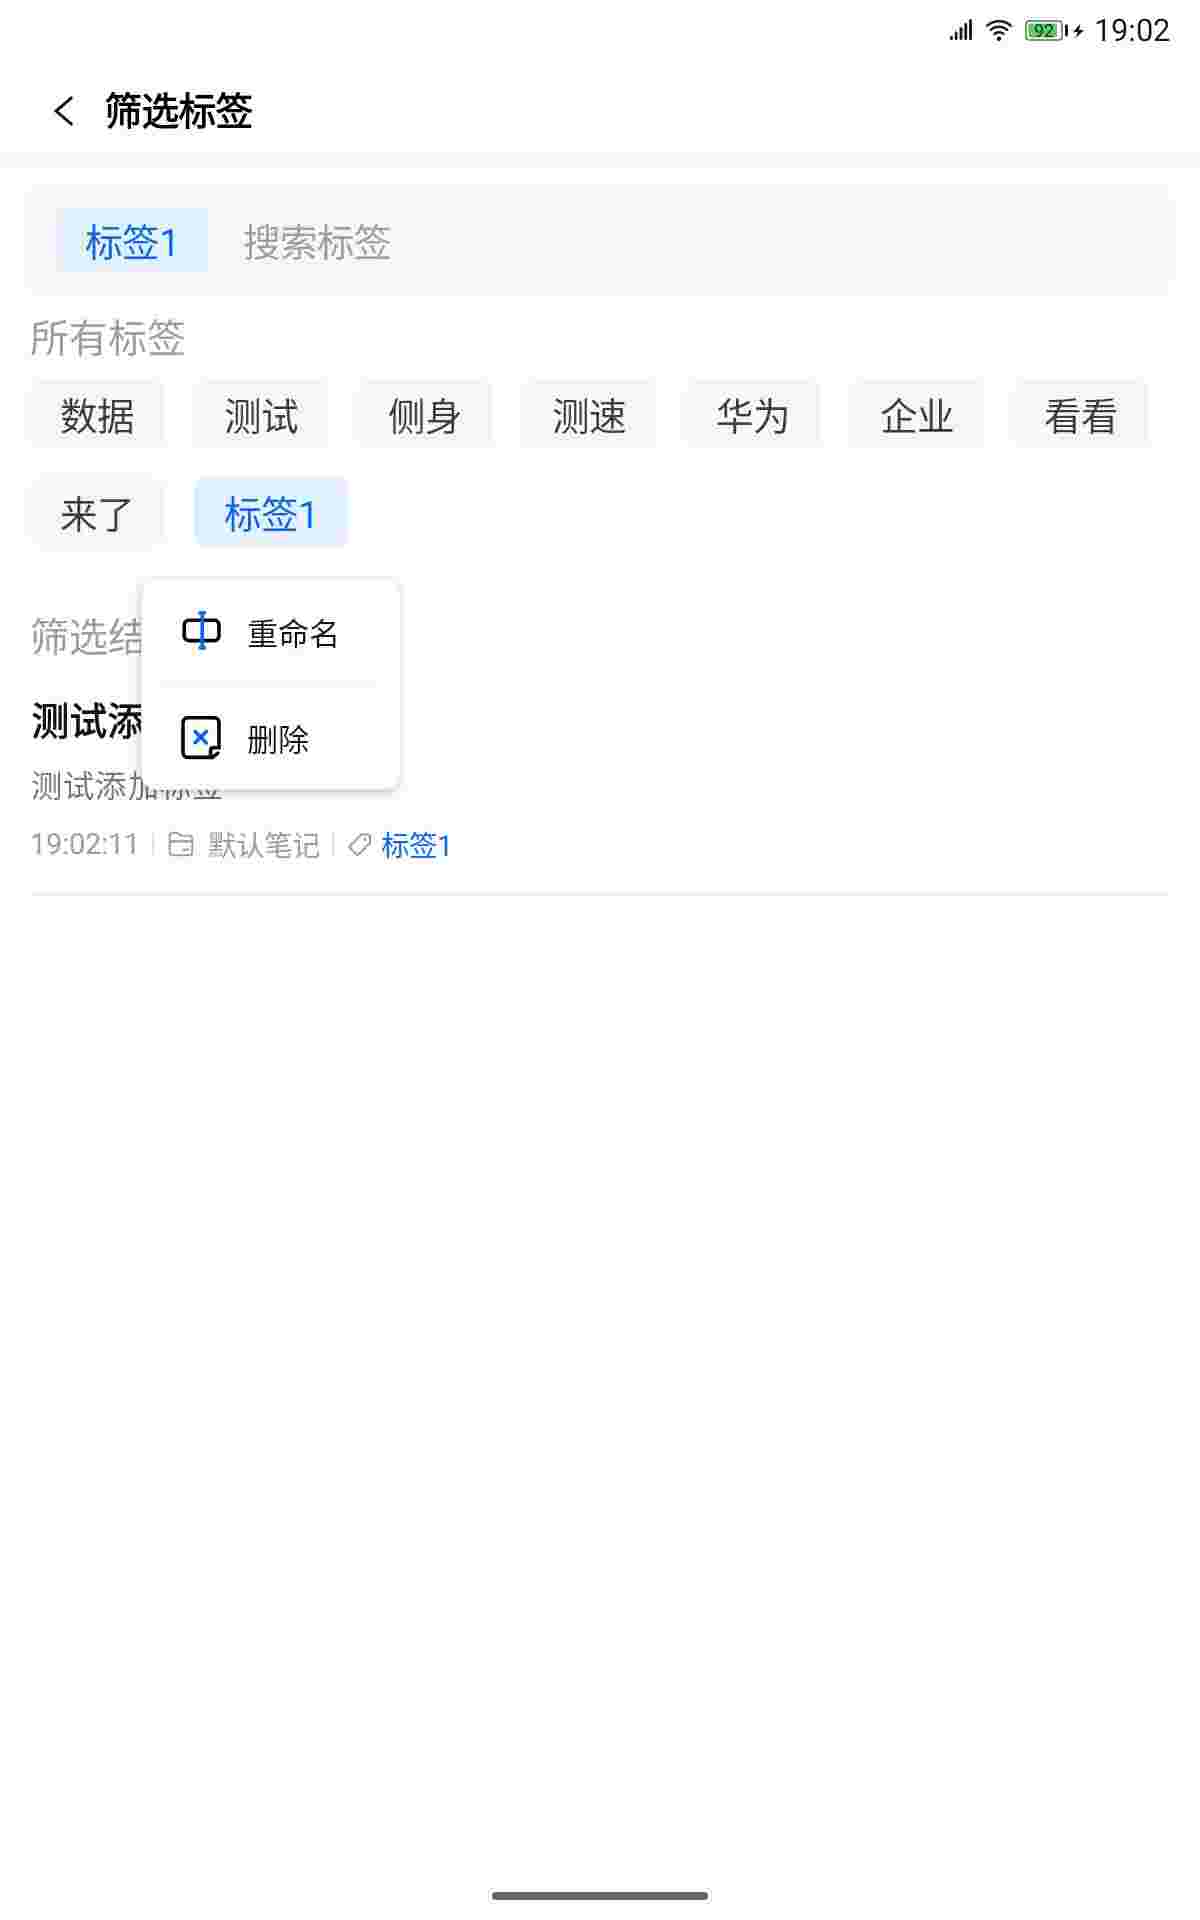 92 19:02
筛选标签
标签1 搜索标签
所有标签
数据 测试 侧身 测速 华为 企业 看看
来了 标签1
重命名
筛选结
测试添
删除
测试添加标签
19:02:11 默认笔记 标签1